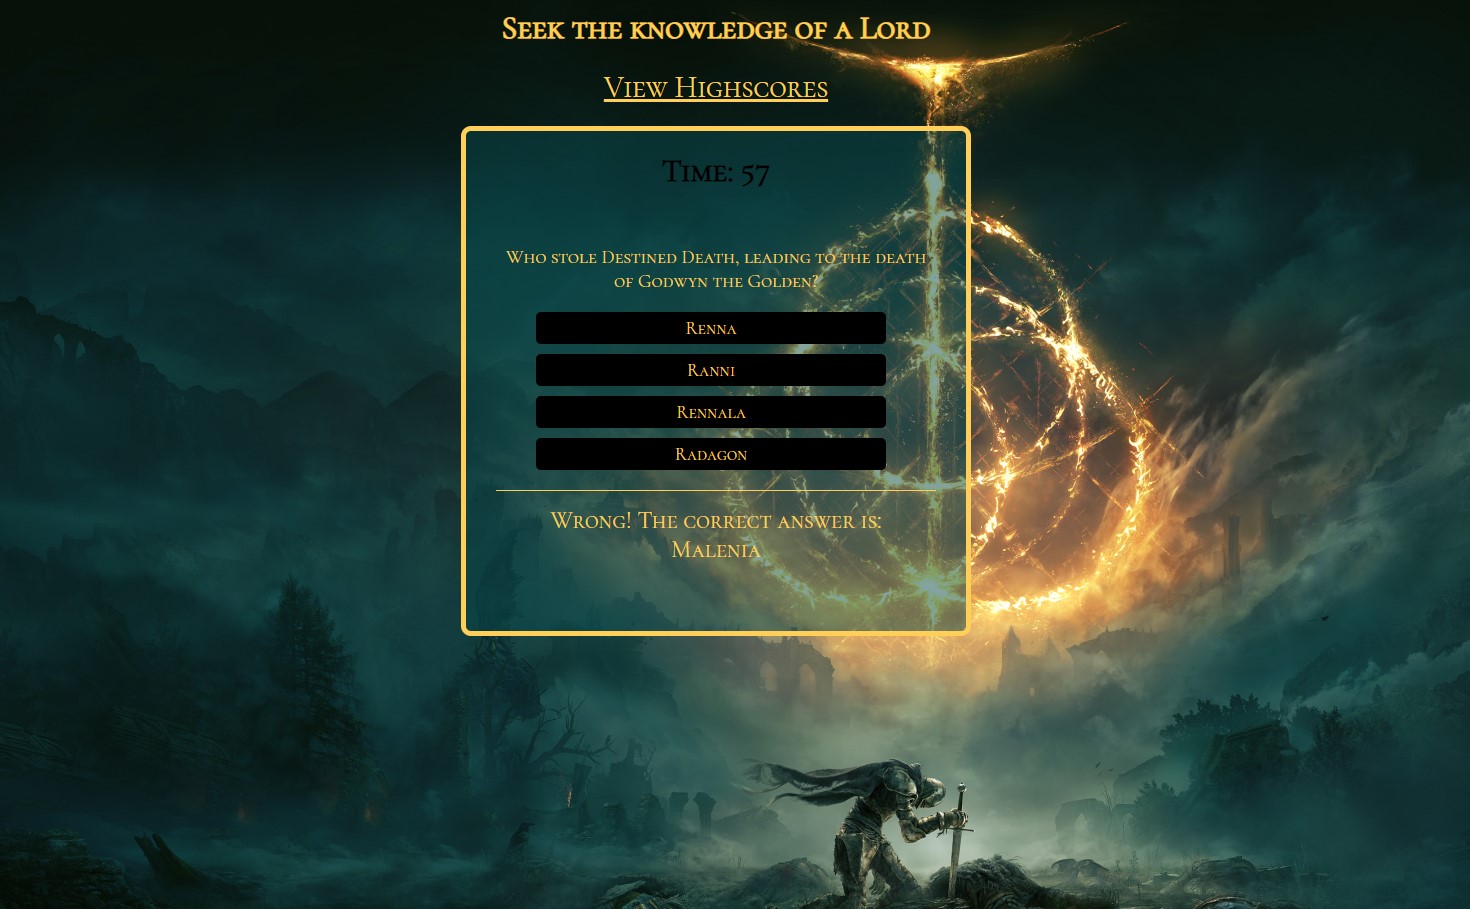 Seek the knowledge of a Lord
View Highscores
Time: 57
Who stole Destined Death, leading to the death
of Godwyn the Golden?
Renna
Ranni
Rennala
Radagon
Wrong! The correct answer is:
Malenia